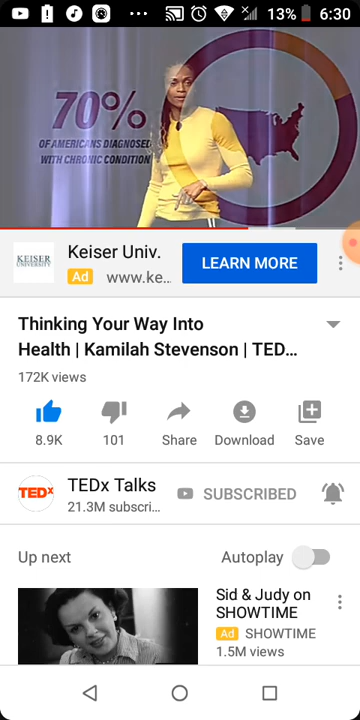 13% 6:30
70%
OF AMERICANS DIAGNOSED
WITH CHRONIC CONDITION
KEISER
UNIVERSITY
Keiser Univ.
Ad www.ke...
LEARN MORE
Thinking Your Way Into
Health | Kamilah Stevenson | TED...
172K views
8.9K 101 Share Download Save
TEDx
TEDx Talks
21.3M subscri...
SUBSCRIBED
Up next Autoplay
Sid & Judy on
SHOWTIME
Ad SHOWTIME
1.5M views